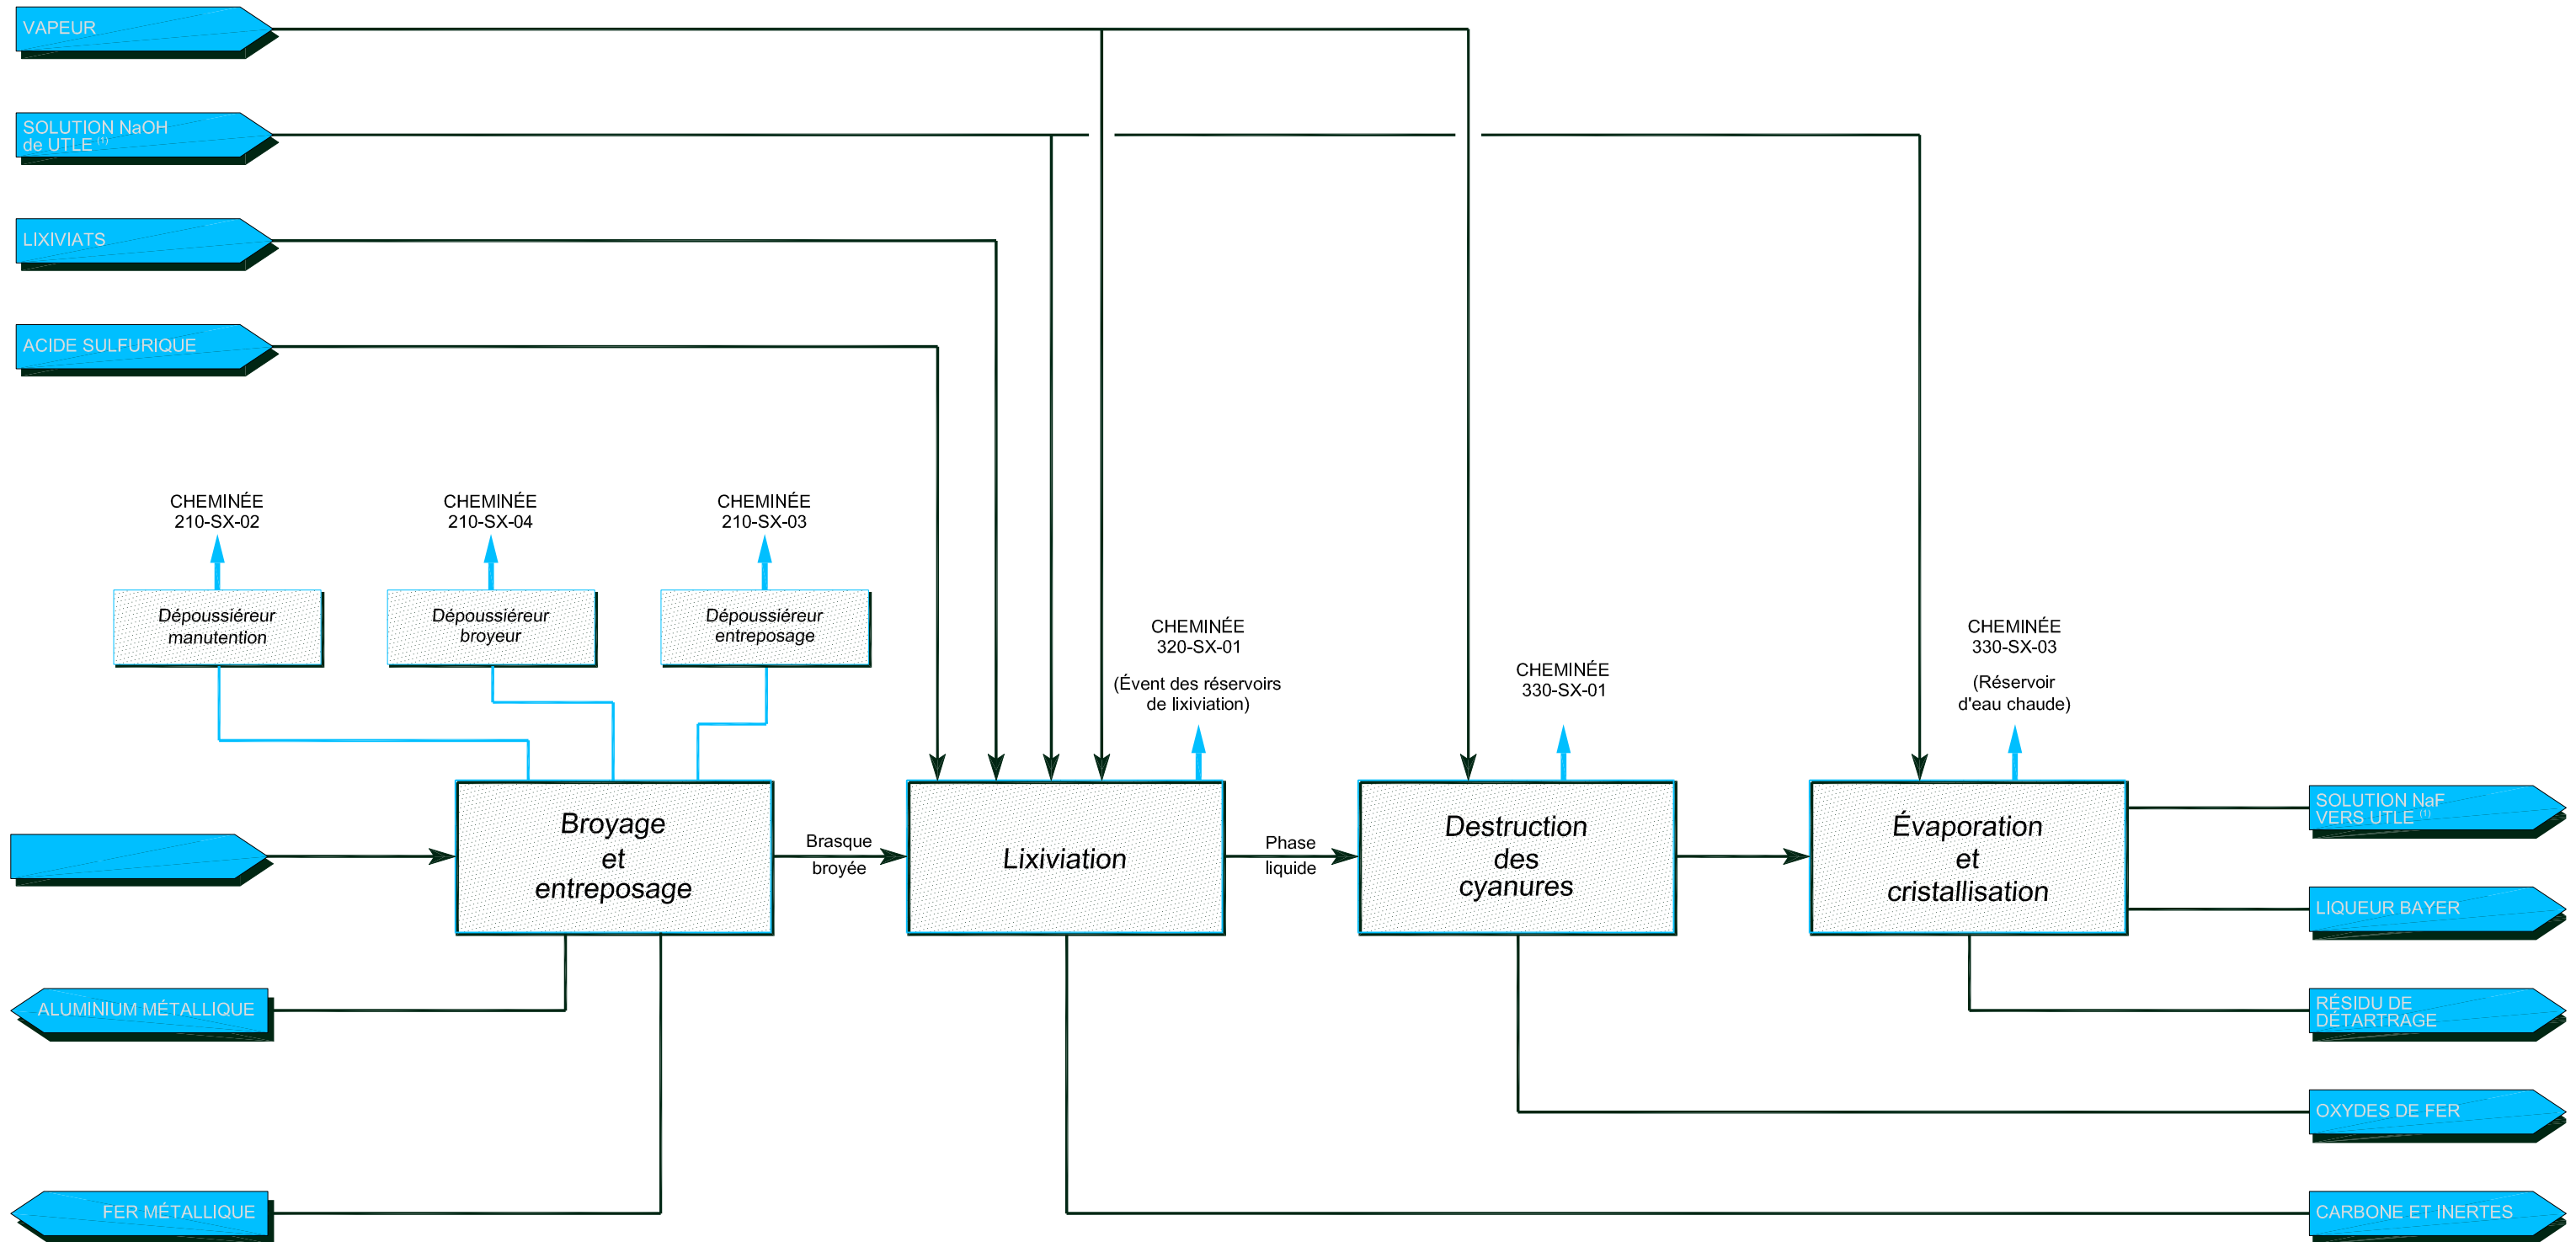 VAPEUR
SOLUTION NaOH
de UTLE (1)
LIXIVIATS
ACIDE SULFURIQUE
CHEMINÉE
210-SX-02
CHEMINÉE
210-SX-04
CHEMINÉE
210-SX-03
Dépoussiéreur
manutention
Dépoussiéreur
broyeur
Dépoussiéreur
entreposage
CHEMINÉE
320-SX-01
(Évent des réservoirs
de lixiviation)
CHEMINÉE
330-SX-01
CHEMINÉE
330-SX-03
(Réservoir
d'eau chaude)
Broyage
et
entreposage
Brasque
broyée
Lixiviation
Phase
liquide
Destruction
des
cyanures
Évaporation
et
cristallisation
SOLUTION NaF
VERS UTLE (1)
LIQUEUR BAYER
ALUMINIUM MÉTALLIQUE
RÉSIDU DE
DÉTARTRAGE
OXYDES DE FER
FER MÉTALLIQUE
CARBONE ET INERTES